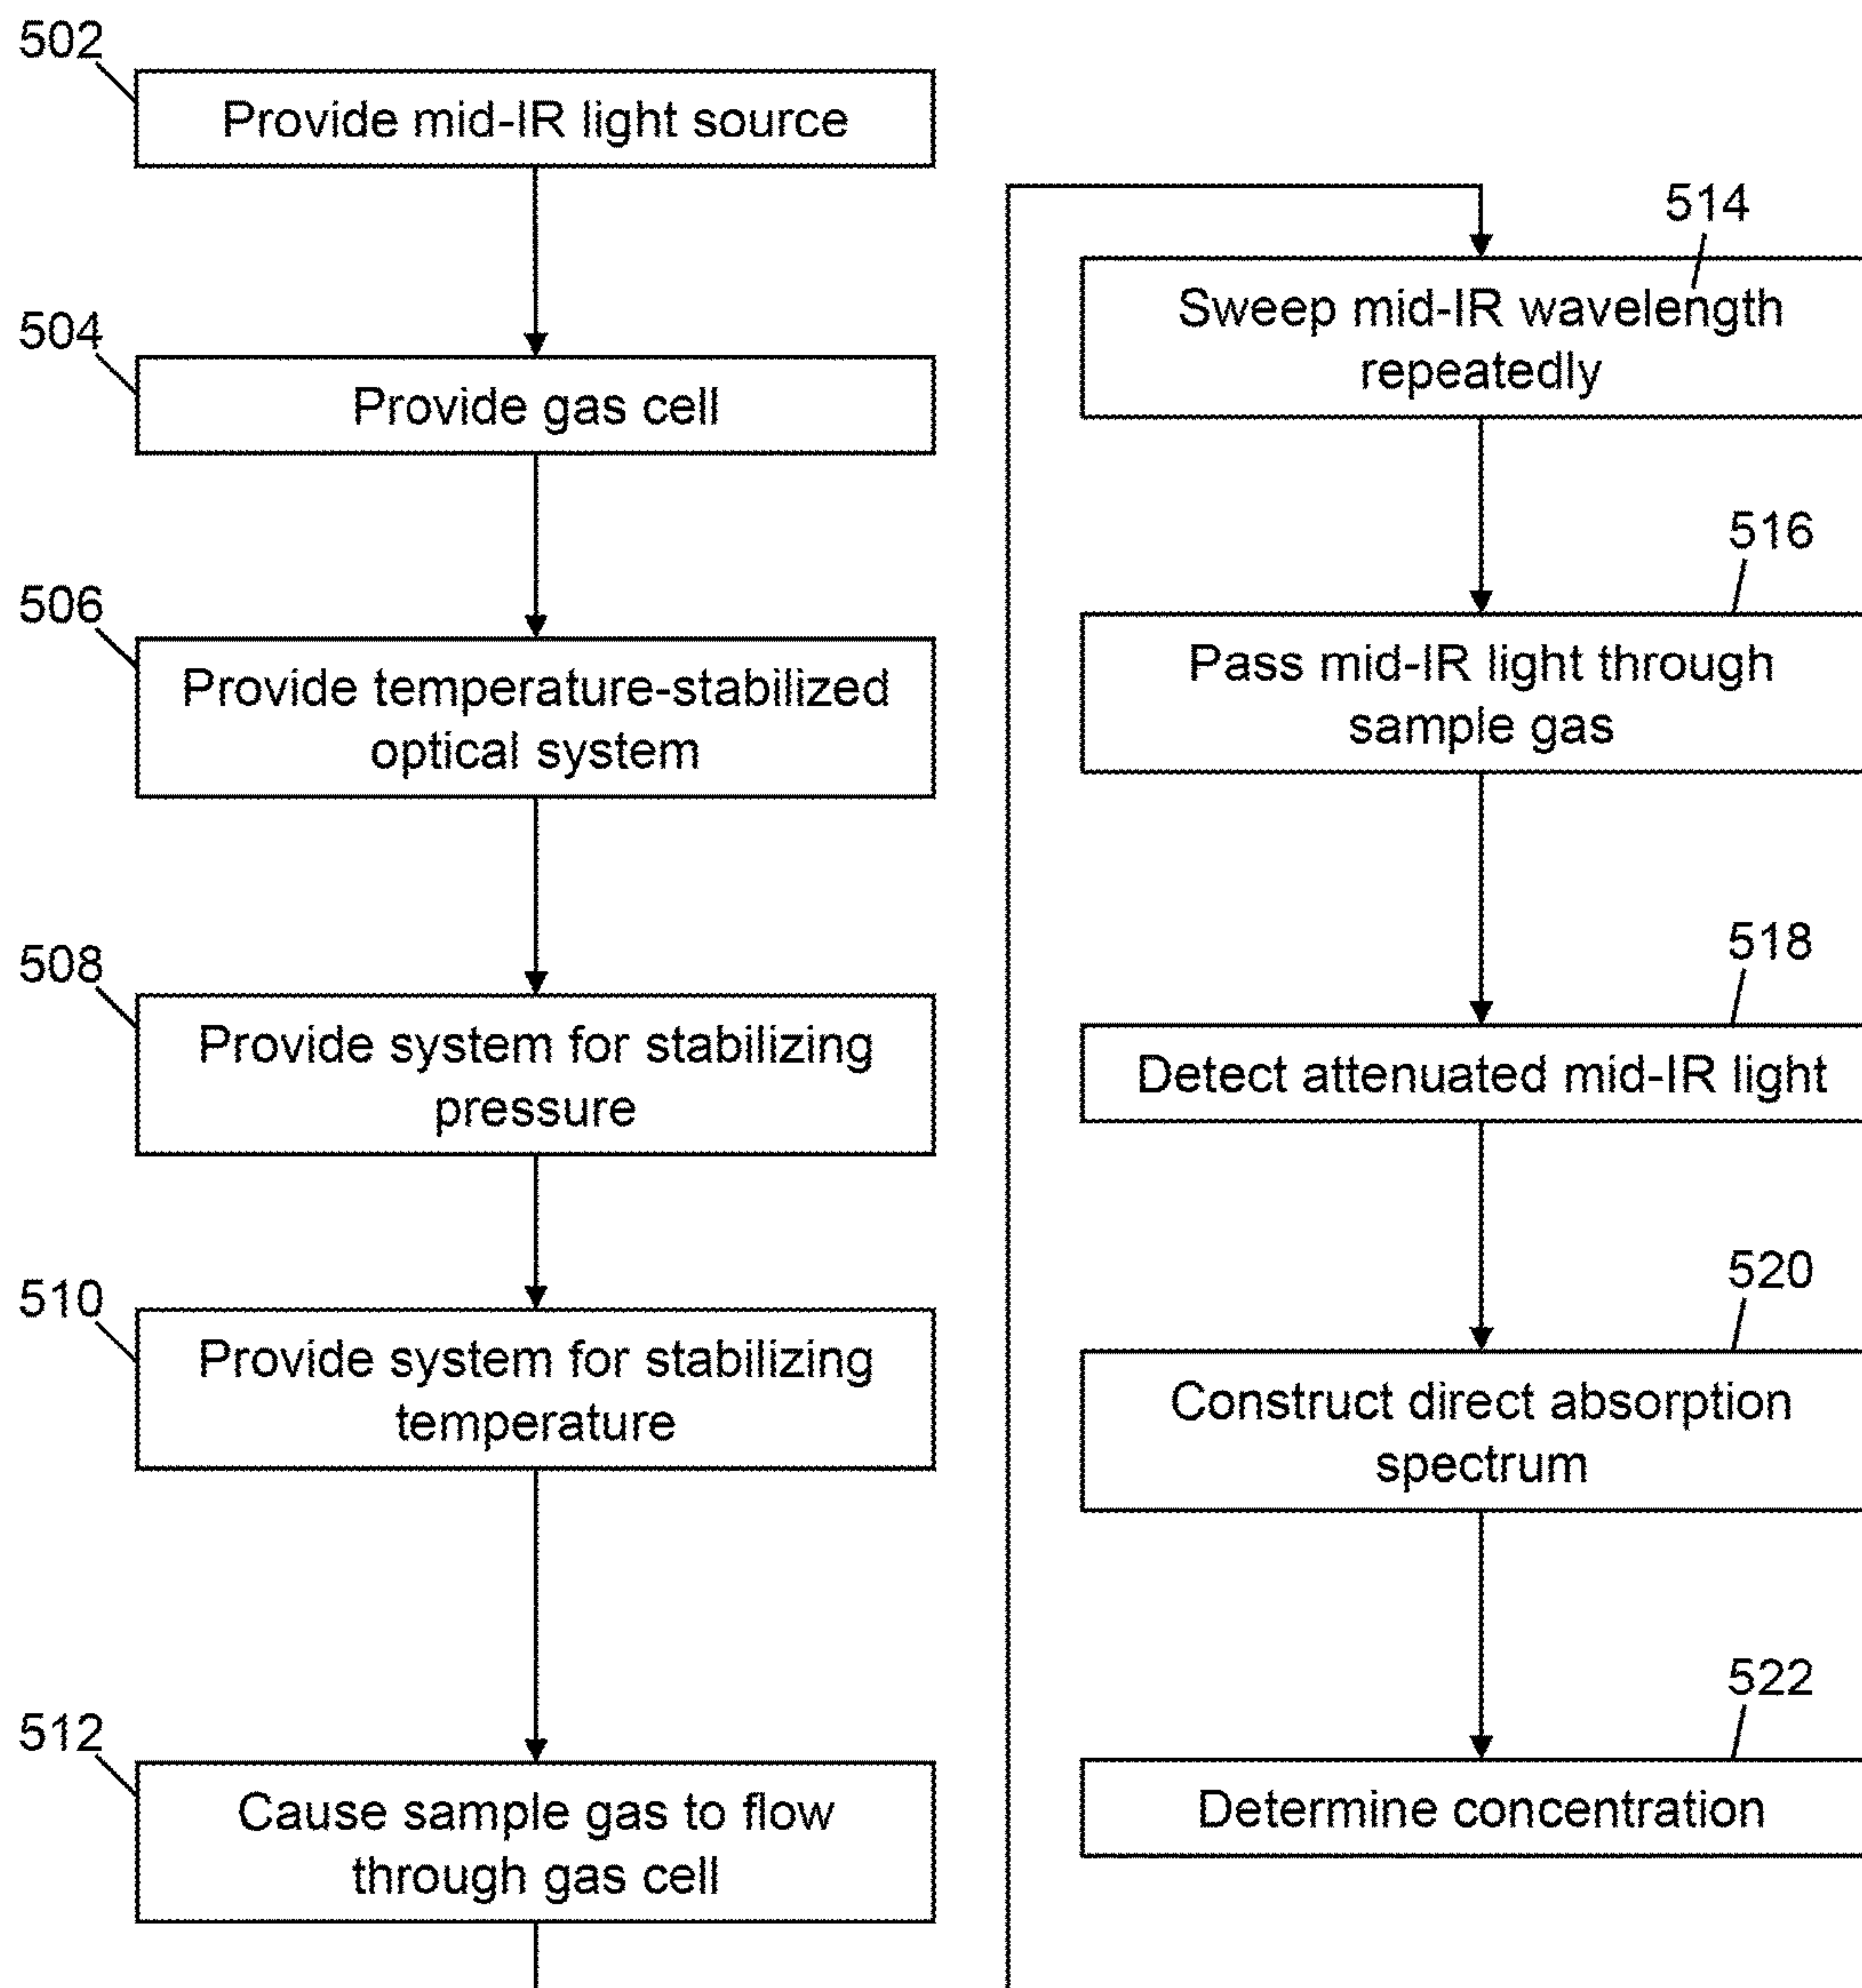 502
Provide mid-IR light source
504
Provide gas cell
506
Provide temperature-stabilized
optical system
508
Provide system for stabilizing
pressure
510
Provide system for stabilizing
temperature
512
Cause sample gas to flow
through gas cell
514
Sweep mid-IR wavelength
repeatedly
516
Pass mid-IR light through
sample gas
518
Detect attenuated mid-IR light
520
Construct direct absorption
spectrum
522
Determine concentration